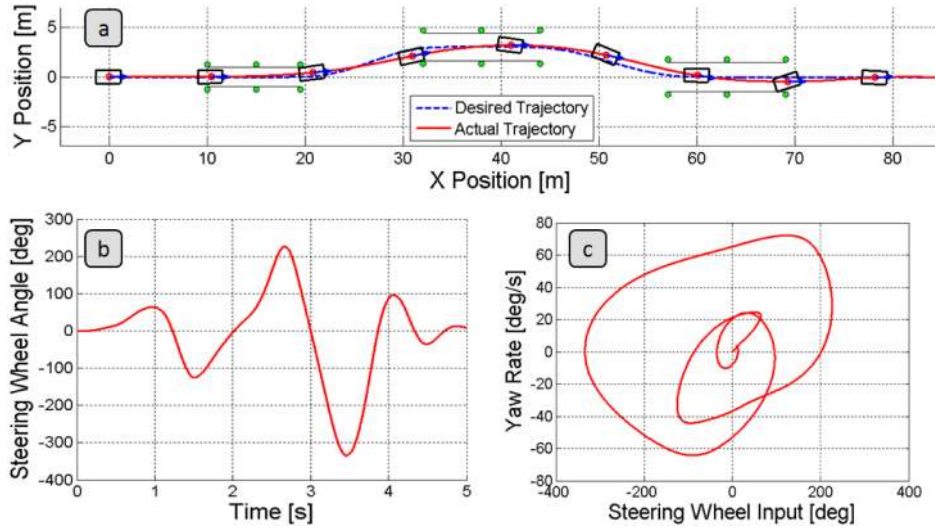 a
Y Position [m]
5
0
-5
Desired Trajectory
Actual Trajectory
0 10 20 30 40 50 60 70 80
X Position [m]
b
Steering Wheel Angle [deg]
300
200
100
0
-100
-200
-300
-400
0 1 2 3 4 5
Time [s]
c
Yaw Rate [deg/s]
80
60
40
20
0
-20
-40
-60
-80
-400 -200 0 200 400
Steering Wheel Input [deg]